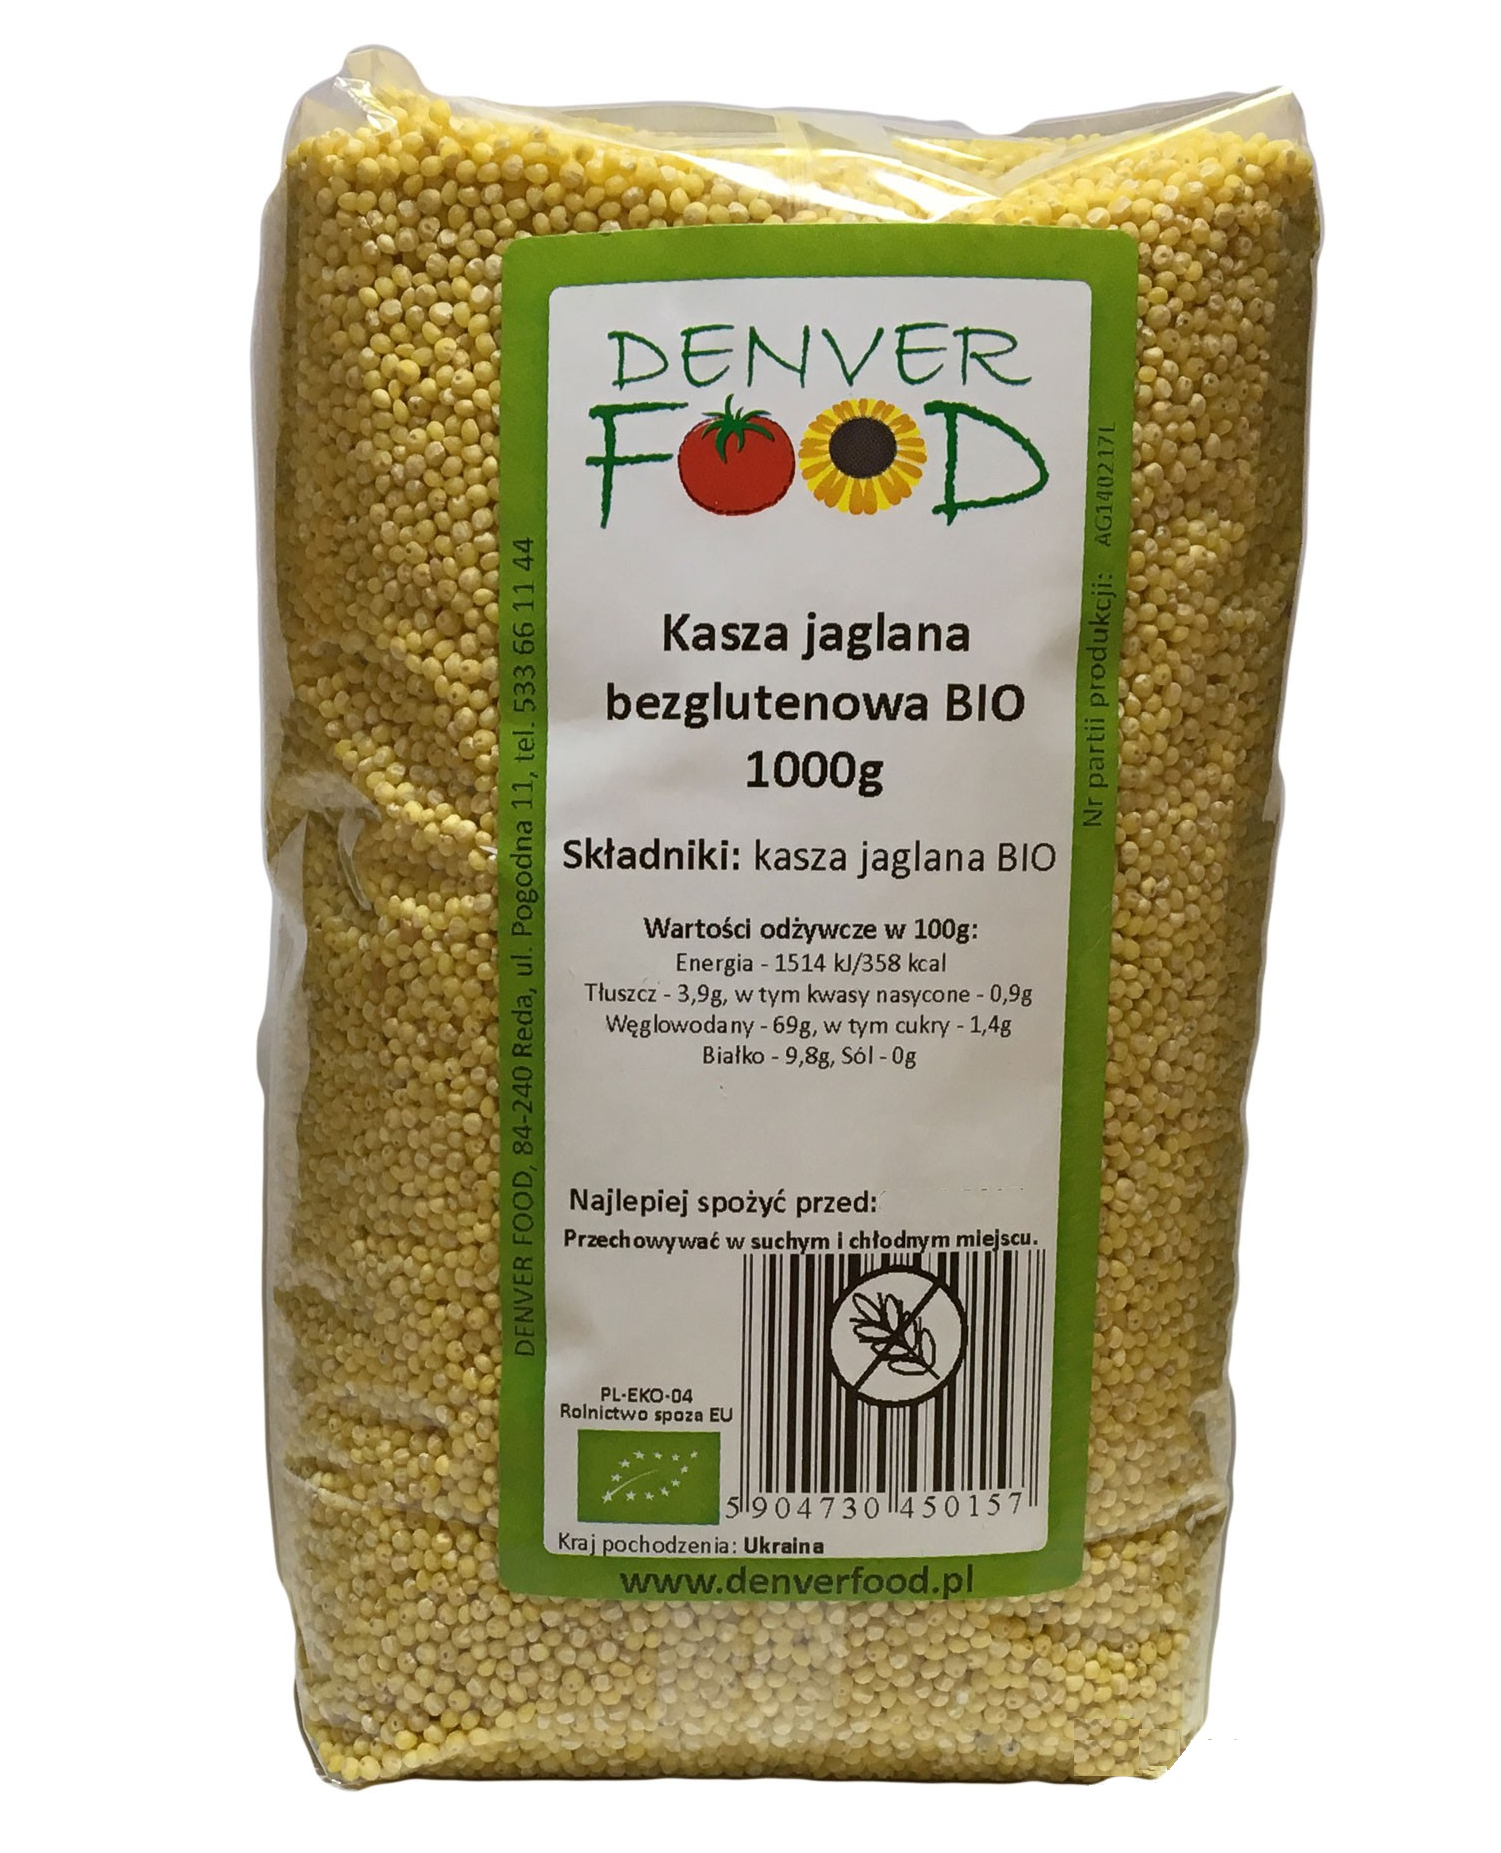 DENVER
FOOD
Kasza jaglana
bezglutenowa BIO
1000g
Składniki: kasza jaglana BIO
Wartości odżywcze w 100g:
Energia - 1514 kJ/358 kcal
Tłuszcz - 3,9g, w tym kwasy nasycone - 0,9g
Węglowodany - 69g, w tym cukry - 1,4g
Białko - 9,8g, Sól - 0g
Najlepiej spożyć przed:
Przechowywać w suchym i chłodnym miejscu.
PL-EKO-04
Rolnictwo spoza EU
5904730450157
Kraj pochodzenia: Ukraina
www.denverfood.pl
DENVER FOOD, 84-240 Reda, ul. Pogodna 11, tel. 533 66 11 44
Nr partii produkcji: AG140217L